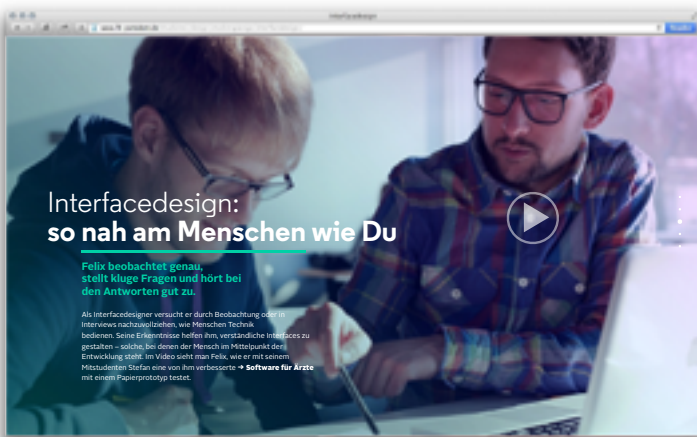 Interfacedesign
Interfacedesign:
so nah am Menschen wie Du
Felix beobachtet genau,
stellt kluge Fragen und hört bei
den Antworten gut zu.
Als Interfacedesigner versucht er durch Beobachtung oder in
Interviews nachzuvollziehen, wie Menschen Technik
bedienen. Seine Erkenntnisse helfen ihm, verständliche Interfaces zu
gestalten – solche, bei denen der Mensch im Mittelpunkt der
Entwicklung steht. Im Video sieht man Felix, wie er mit seinem
Mitstudenten Stefan eine von ihm verbesserte ➔ Software für Ärzte
mit einem Papierprototyp testet.